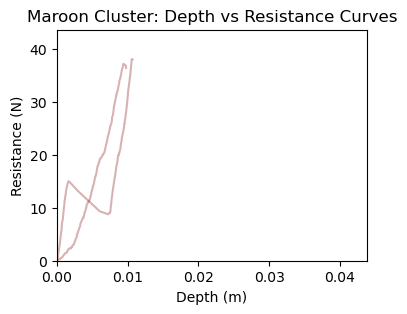 Maroon Cluster: Depth vs Resistance Curves
40
30
20
10
0
Resistance (N)
0.00 0.01 0.02 0.03 0.04
Depth (m)